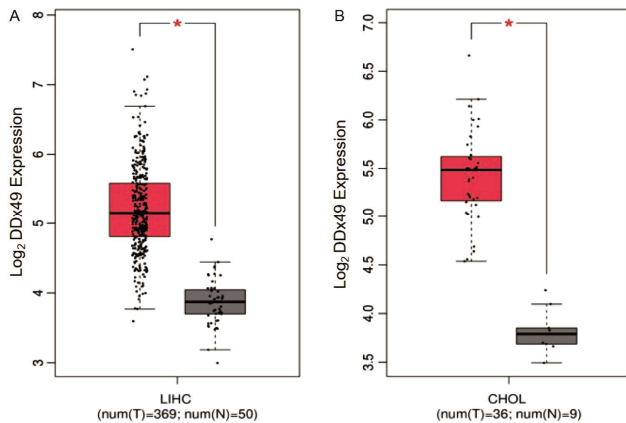 A
*
8
7
6
5
4
3
Log2 DDx49 Expression
LIHC
(num(T)=369; num(N)=50)
B
*
7.0
6.5
6.0
5.5
5.0
4.5
4.0
3.5
Log2 DDx49 Expression
CHOL
(num(T)=36; num(N)=9)